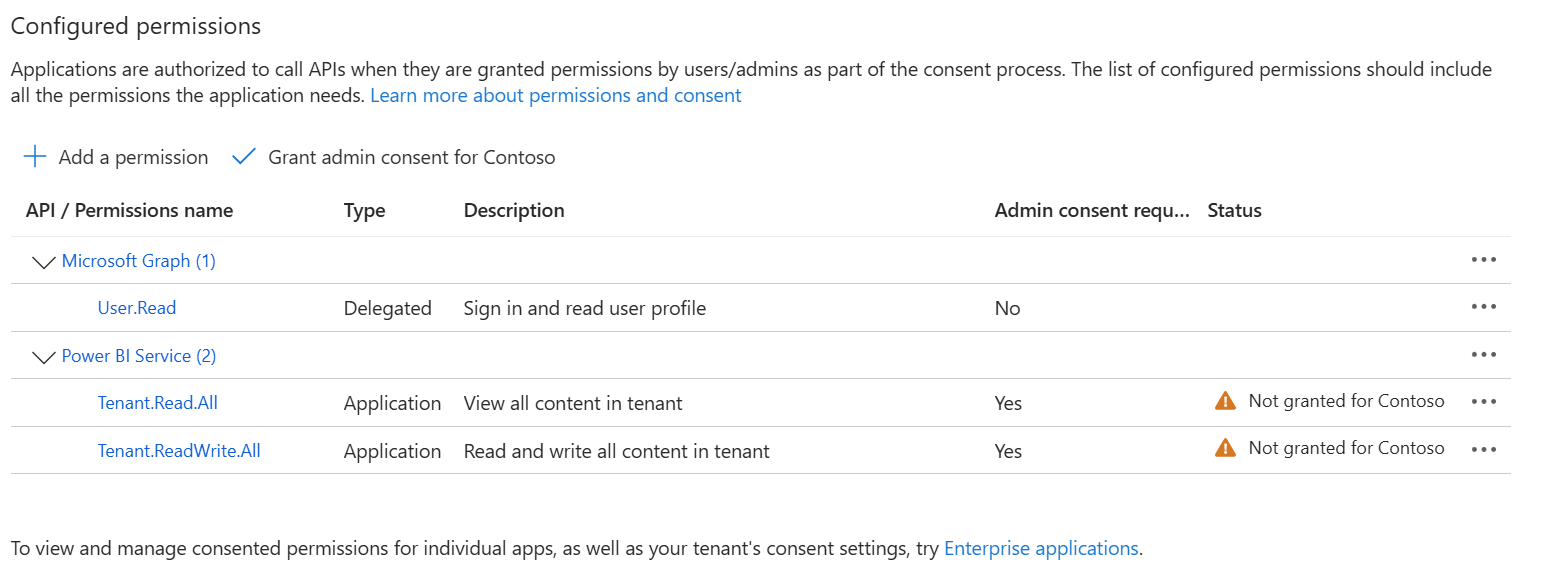 Configured permissions
Applications are authorized to call APIs when they are granted permissions by users/admins as part of the consent process. The list of configured permissions should include
all the permissions the application needs. Learn more about permissions and consent
Add a permission Grant admin consent for Contoso
API / Permissions name Type Description Admin consent requ... Status
Microsoft Graph (1)
User.Read Delegated Sign in and read user profile No
Power BI Service (2)
Tenant.Read.All Application View all content in tenant Yes Not granted for Contoso
Tenant.ReadWrite.All Application Read and write all content in tenant Yes Not granted for Contoso
To view and manage consented permissions for individual apps, as well as your tenant's consent settings, try Enterprise applications.